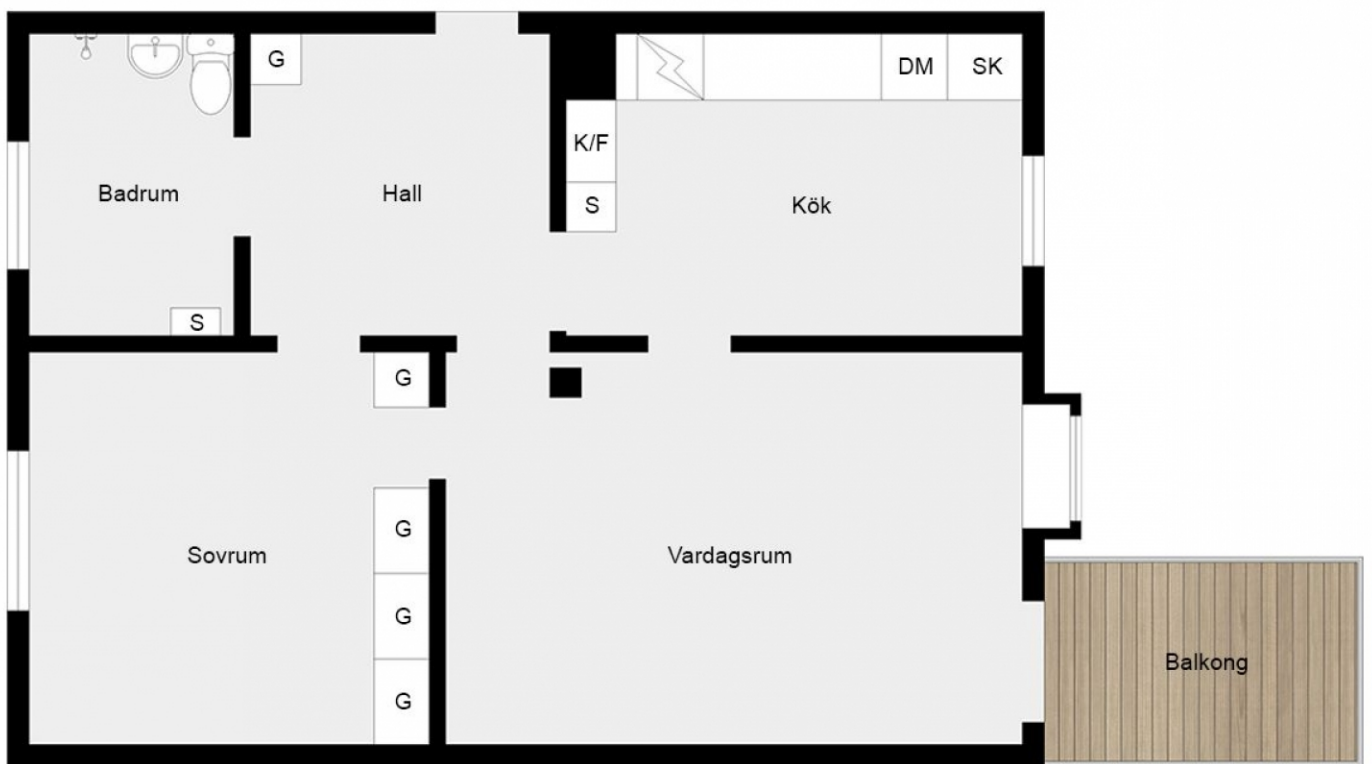 G
DM
SK
K/F
Badrum
Hall
S
Kök
S
G
G
Sovrum
Vardagsrum
G
Balkong
G